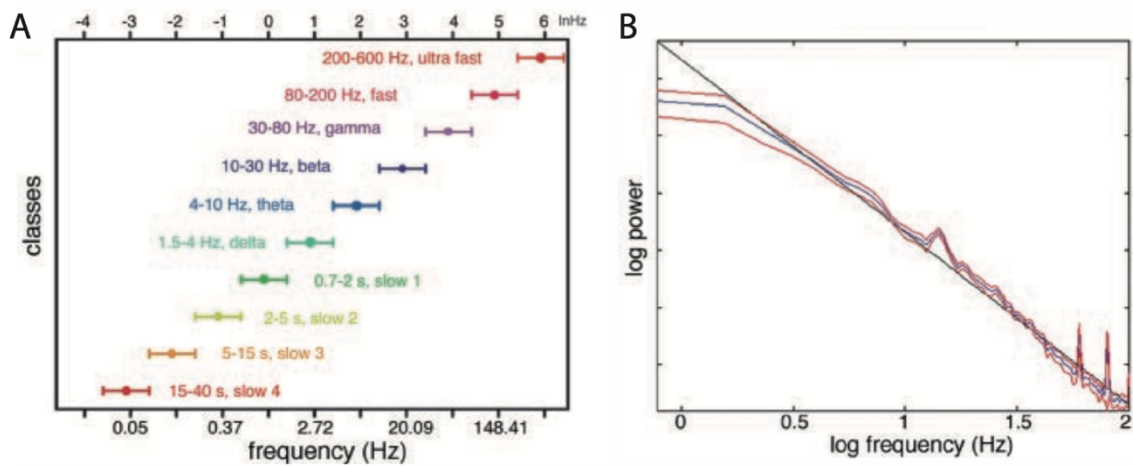 A
-4 -3 -2 -1 0 1 2 3 4 5 6 lnHz
200-600 Hz, ultra fast
80-200 Hz, fast
30-80 Hz, gamma
10-30 Hz, beta
4-10 Hz, theta
1.5-4 Hz, delta
0.7-2 s, slow 1
2-5 s, slow 2
5-15 s, slow 3
15-40 s, slow 4
classes
0.05 0.37 2.72 20.09 148.41
frequency (Hz)
B
log power
0 0.5 1 1.5 2
log frequency (Hz)